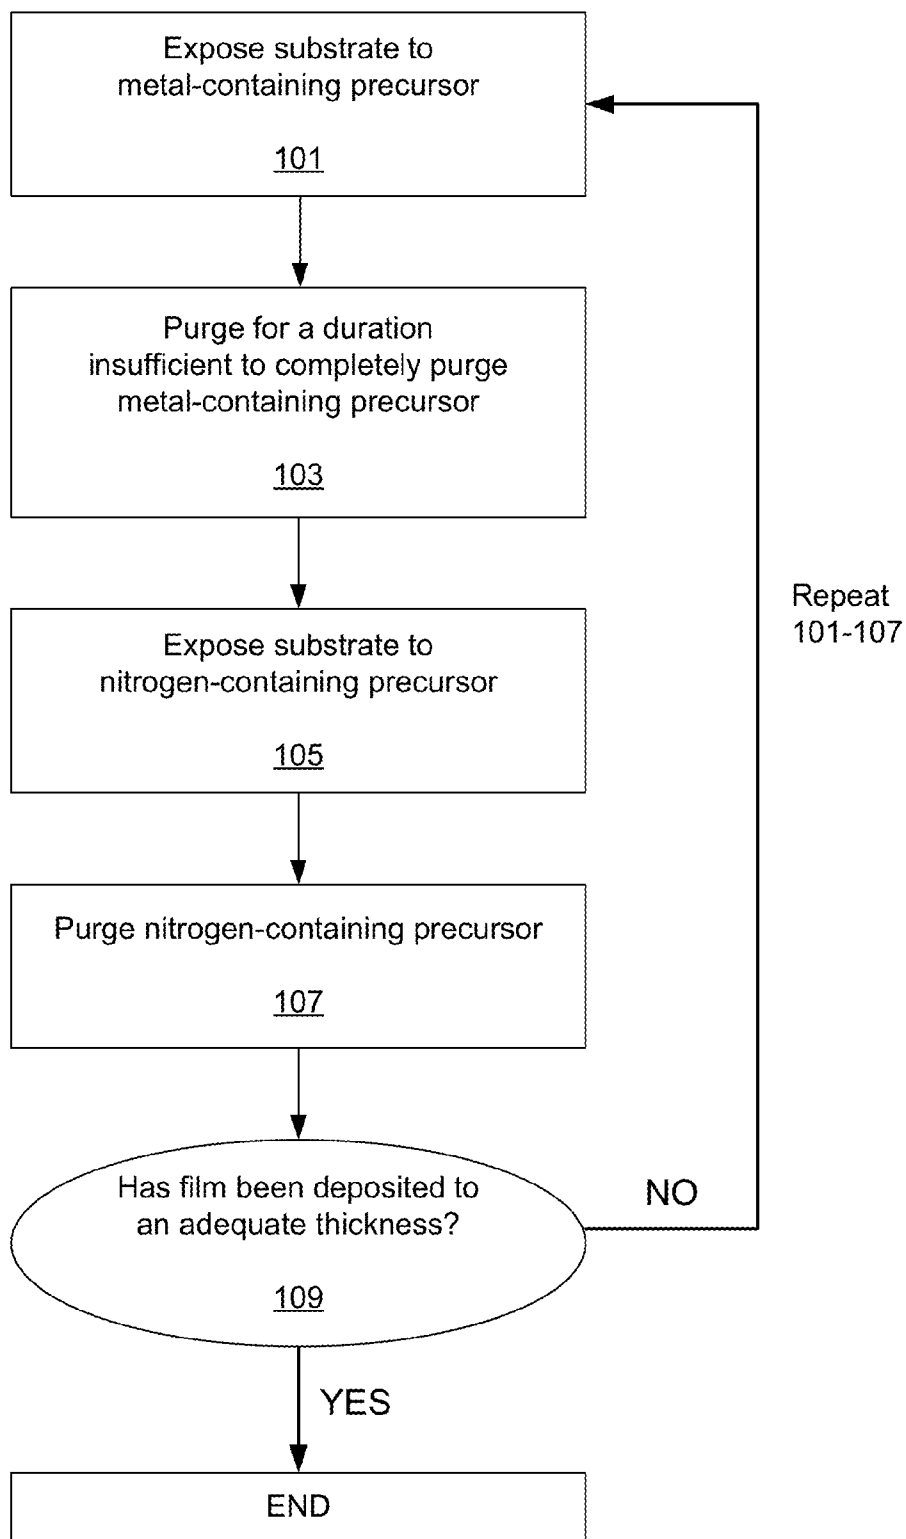 Expose substrate to
metal-containing precursor
101
Purge for a duration
insufficient to completely purge
metal-containing precursor
103
Expose substrate to
nitrogen-containing precursor
105
Purge nitrogen-containing precursor
107
Has film been deposited to
an adequate thickness?
109
NO
Repeat
101-107
YES
END